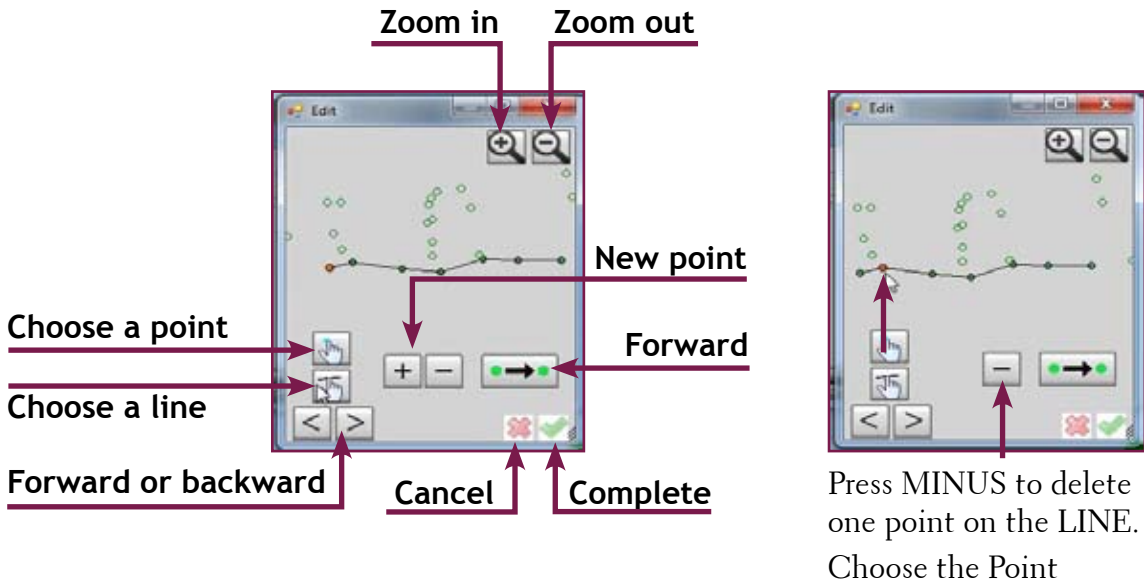 Zoom in
Zoom out
Edit
New point
Choose a point
Forward
+ −
Choose a line
< >
Forward or backward
Cancel
Complete
Edit
−
< >
Press MINUS to delete
one point on the LINE.
Choose the Point